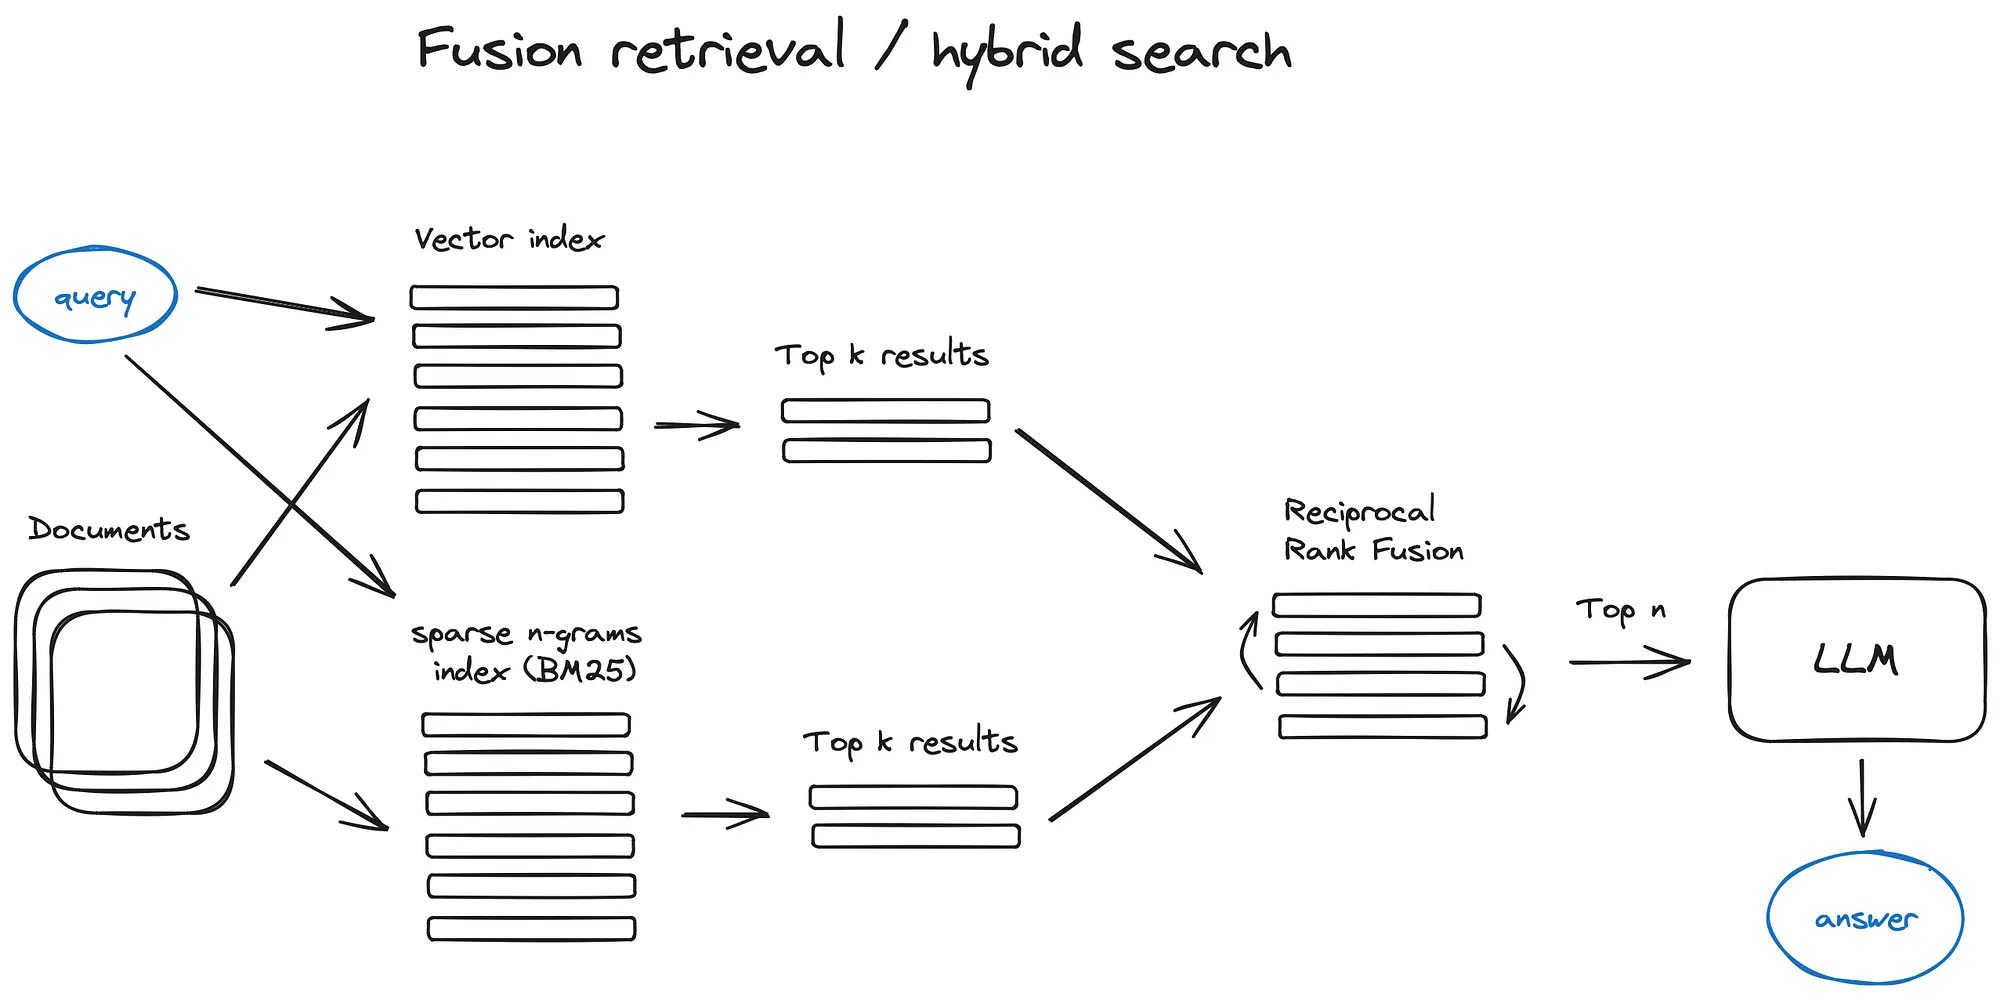 Fusion retrieval / hybrid search
Vector index
query
Top k results
Documents
Reciprocal
Rank Fusion
sparse n-grams
index (BM25)
Top n
LLM
Top k results
answer